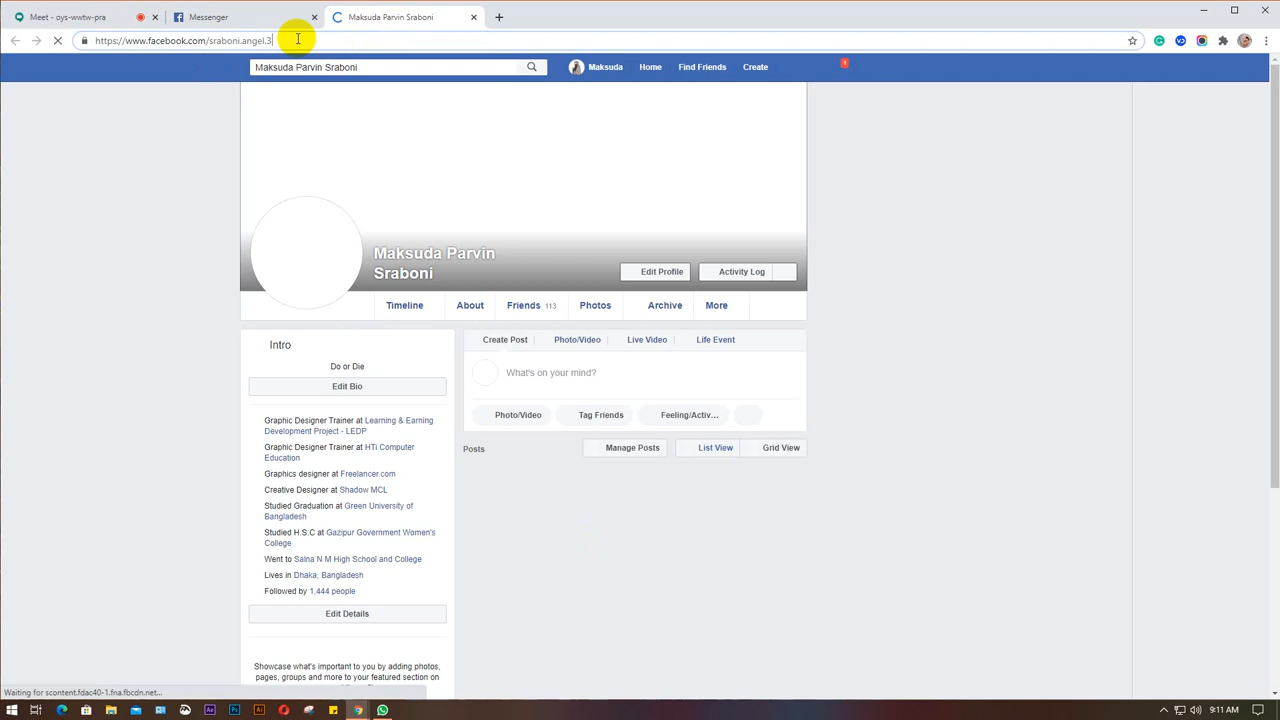 Meet - oys-wwtw-pra
Messenger
Maksuda Parvin Sraboni
https://www.facebook.com/sraboni.angel.3
Maksuda Parvin Sraboni
Maksuda Home Find Friends Create
1
Maksuda Parvin
Sraboni
Edit Profile
Activity Log
Timeline About Friends 113 Photos Archive More
Intro
Do or Die
Edit Bio
Graphic Designer Trainer at Learning & Earning
Development Project - LEDP
Graphic Designer Trainer at HTi Computer
Education
Graphics designer at Freelancer.com
Creative Designer at Shadow MCL
Studied Graduation at Green University of
Bangladesh
Studied H.S.C at Gazipur Government Women's
College
Went to Salna N M High School and College
Lives in Dhaka, Bangladesh
Followed by 1,444 people
Edit Details
Showcase what's important to you by adding photos,
pages, groups and more to your featured section on
Create Post Photo/Video Live Video Life Event
What's on your mind?
Photo/Video Tag Friends Feeling/Activ...
Posts Manage Posts List View Grid View
Waiting for scontent.fdac40-1.fna.fbcdn.net...
Ae Ps Ai
9:11 AM